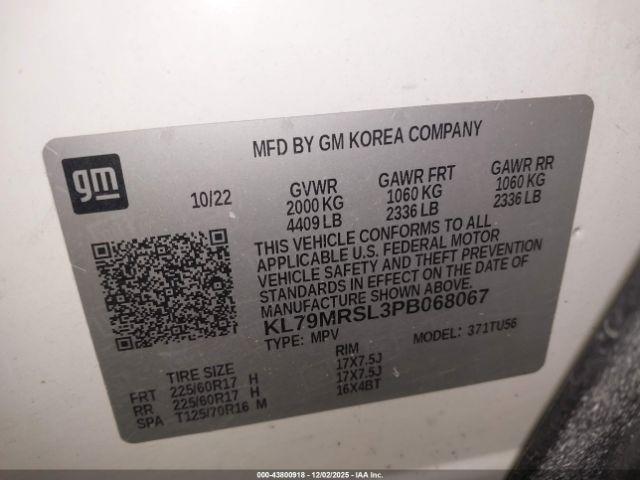 MFD BY GM KOREA COMPANY
gm
10/22
GVWR GAWR FRT GAWR RR
2000 KG 1060 KG 1060 KG
4409 LB 2336 LB 2336 LB
THIS VEHICLE CONFORMS TO ALL
APPLICABLE U.S. FEDERAL MOTOR
VEHICLE SAFETY AND THEFT PREVENTION
STANDARDS IN EFFECT ON THE DATE OF
MANUFACTURE SHOWN ABOVE.
KL79MRSL3PB068067
TYPE: MPV MODEL: 371TU56
TIRE SIZE RIM
FRT 225/60R17 H 17X7.5J
RR 225/60R17 H 17X7.5J
SPA T125/70R16 M 16X4BT
000-43800918 | 12/02/2025 | IAA Inc.